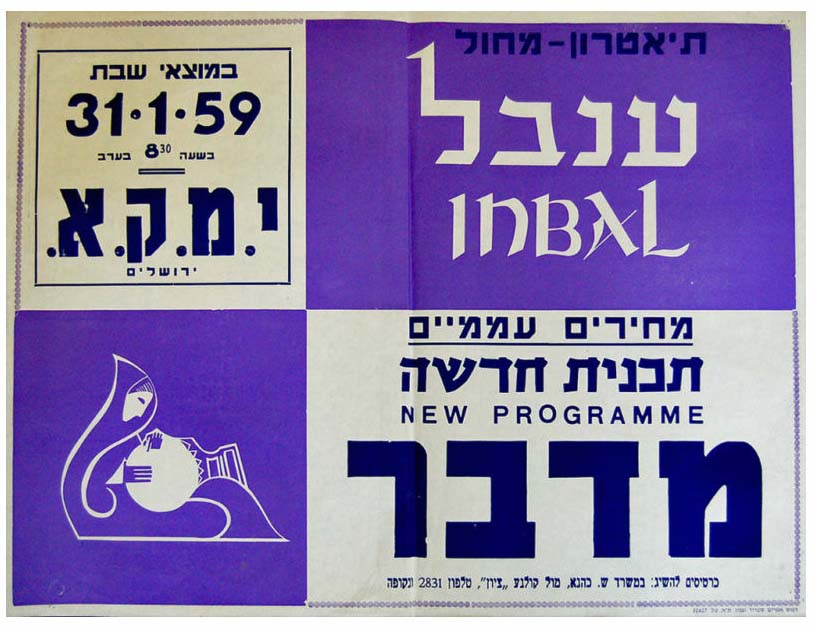 תיאטרון-מחול
ענבל
INBAL
במוצאי שבת
31·1·59
בשעה 8³⁰ בערב
י.מ.ק.א.
ירושלים
מחירים עממיים
תכנית חדשה
NEW PROGRAMME
מדבר
כרטיסים להשיג: במשרד ש. כהנא, מול קולנע „ציון", טלפון 2831 ובקופה